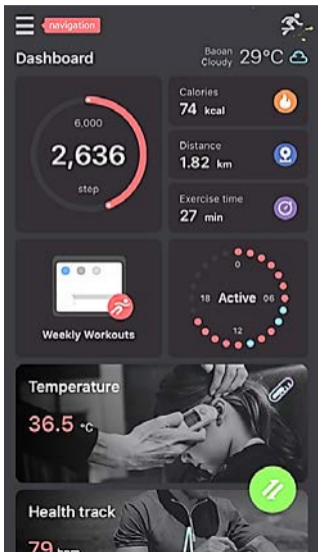 navigation
Dashboard
Baoan
Cloudy
29°C
6,000
2,636
step
Calories
74 kcal
Distance
1.82 km
Exercise time
27 min
Weekly Workouts
0
18 Active 06
12
Temperature
36.5 °C
Health track
79 bpm